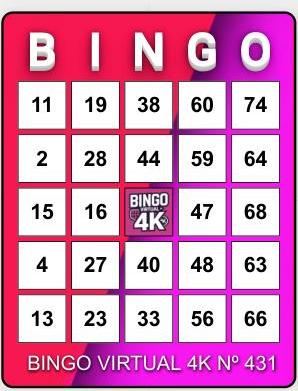 B I N G O
11 19 38 60 74
2 28 44 59 64
15 16 BINGO VIRTUAL 4K 47 68
4 27 40 48 63
13 23 33 56 66
BINGO VIRTUAL 4K Nº 431